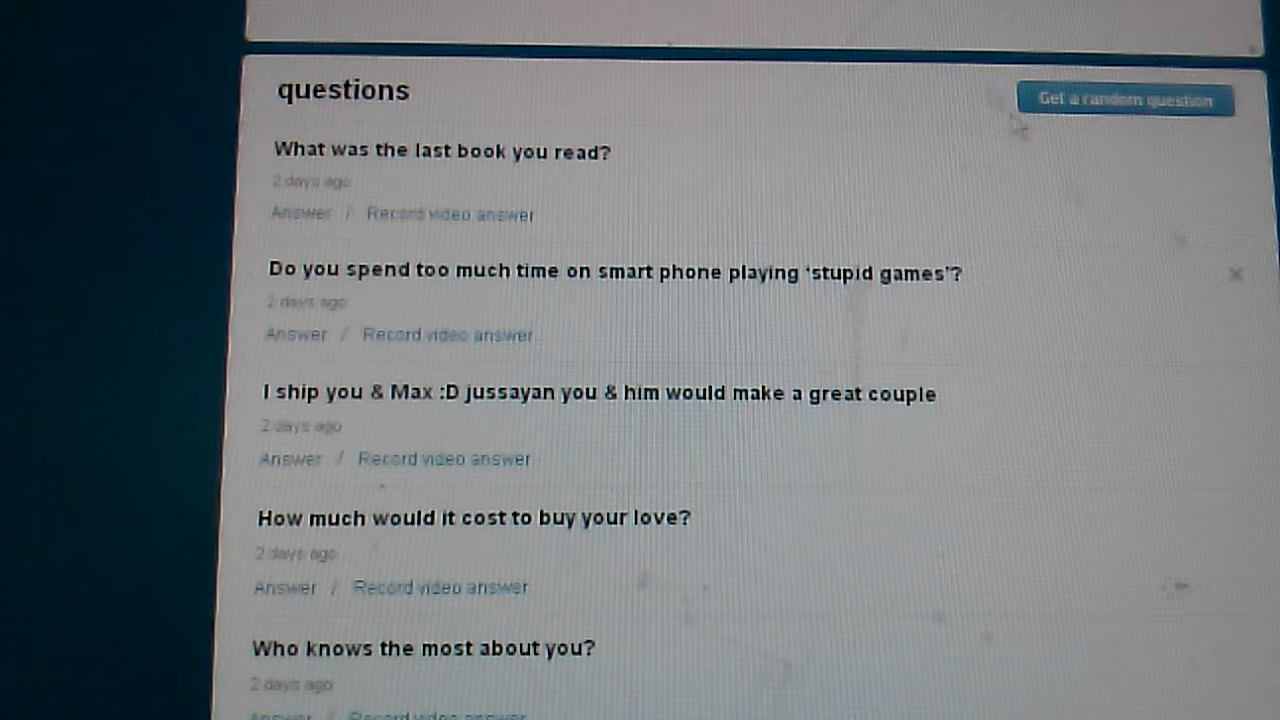 questions
Get a random question
What was the last book you read?
2 days ago
Answer / Record video answer
Do you spend too much time on smart phone playing ‘stupid games’?
2 days ago
Answer / Record video answer
I ship you & Max :D jussayan you & him would make a great couple
2 days ago
Answer / Record video answer
How much would it cost to buy your love?
2 days ago
Answer / Record video answer
Who knows the most about you?
2 days ago
Answer / Record video answer